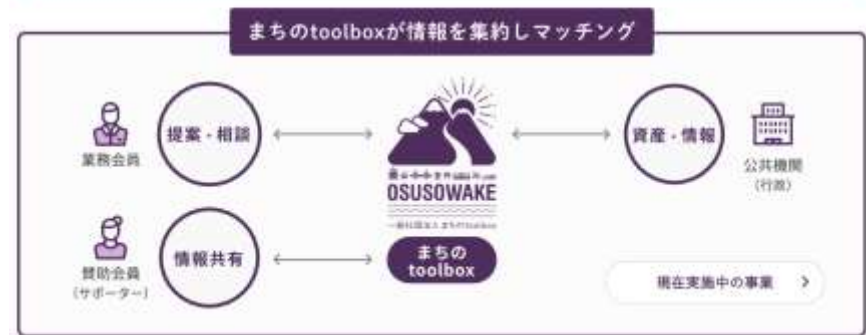 まちのtoolboxが情報を集約しマッチング
業務会員
提案・相談
OSUSOWAKE
一般社団法人 まちのtoolbox
まちの
toolbox
資産・情報
公共機関
(行政)
賛助会員
(サポーター)
情報共有
現在実施中の事業